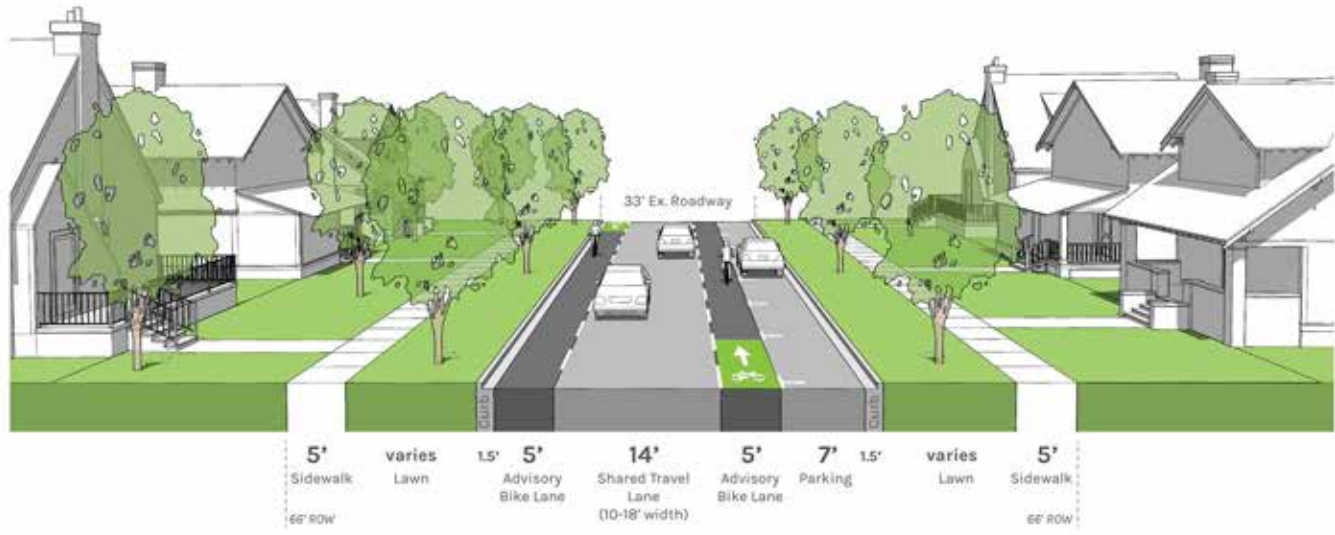 33' Ex. Roadway
Curb
Curb
5'
Sidewalk
varies
Lawn
1.5'
5'
Advisory
Bike Lane
14'
Shared Travel
Lane
(10-18' width)
5'
Advisory
Bike Lane
7'
Parking
1.5'
varies
Lawn
5'
Sidewalk
66' ROW
66' ROW